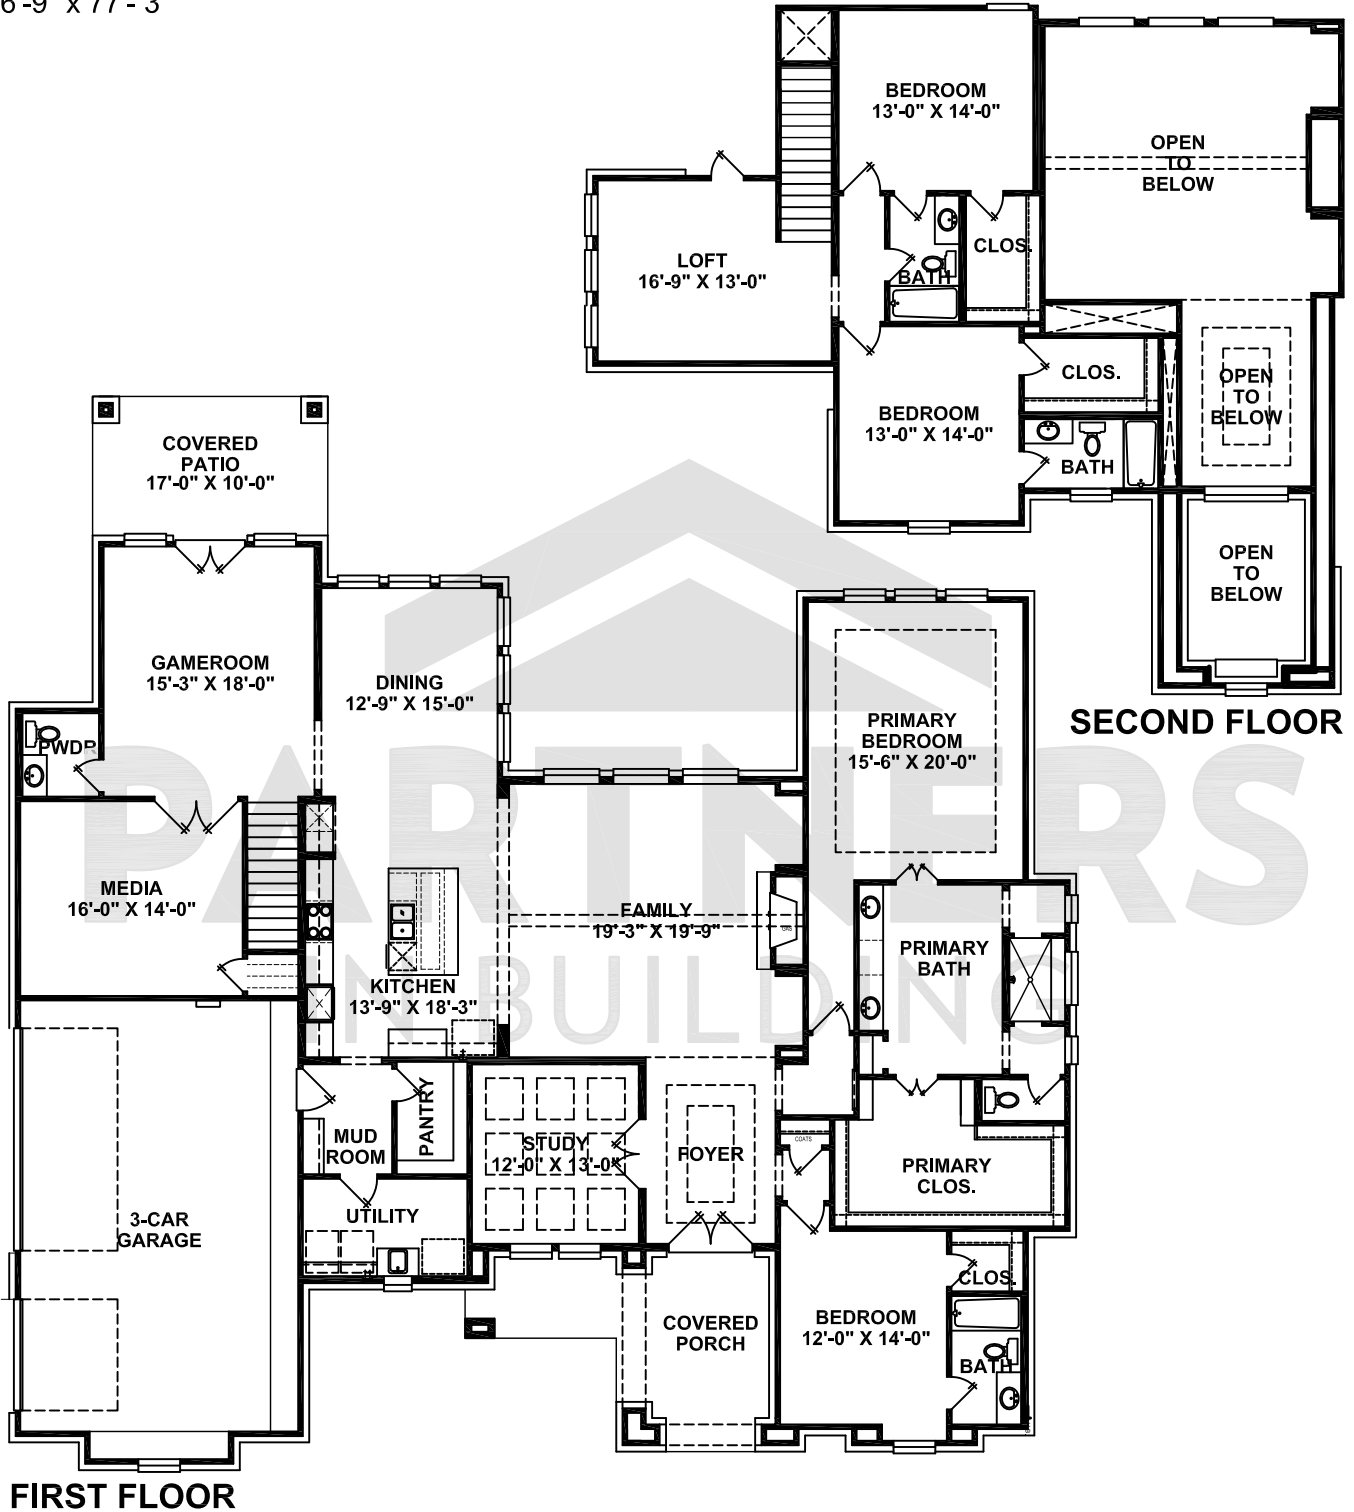 6'-9" x 77'- 3
BEDROOM
13'-0" X 14'-0"
OPEN
TO
BELOW
CLOS.
LOFT
16'-9" X 13'-0"
BATH
CLOS.
OPEN
TO
BELOW
BEDROOM
13'-0" X 14'-0"
BATH
COVERED
PATIO
17'-0" X 10'-0"
OPEN
TO
BELOW
SECOND FLOOR
GAMEROOM
15'-3" X 18'-0"
DINING
12'-9" X 15'-0"
PRIMARY
BEDROOM
15'-6" X 20'-0"
PWDR
PARTNERS
IN BUILDING
MEDIA
16'-0" X 14'-0"
FAMILY
19'-3" X 19'-9"
PRIMARY
BATH
KITCHEN
13'-9" X 18'-3"
PANTRY
MUD
ROOM
STUDY
12'-0" X 13'-0"
FOYER
COATS
PRIMARY
CLOS.
UTILITY
3-CAR
GARAGE
CLOS.
COVERED
PORCH
BEDROOM
12'-0" X 14'-0"
BATH
FIRST FLOOR